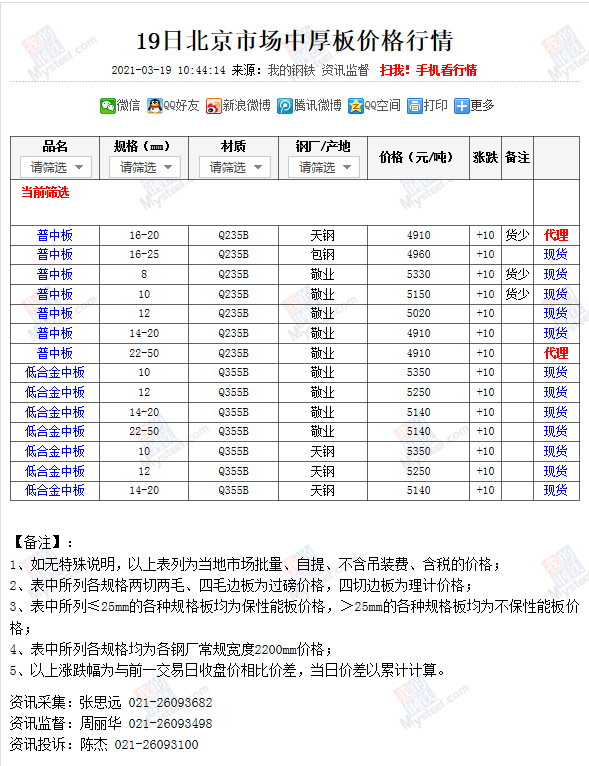 19日北京市场中厚板价格行情
2021-03-19 10:44:14 来源：我的钢铁 资讯监督 扫我！手机看行情
微信 QQ好友 新浪微博 腾讯微博 QQ空间 打印 更多
品名 规格（mm） 材质 钢厂/产地 价格（元/吨） 涨跌 备注
请筛选 请筛选 请筛选 请筛选
当前筛选
普中板 16-20 Q235B 天钢 4910 +10 货少 代理
普中板 16-25 Q235B 包钢 4960 +10 现货
普中板 8 Q235B 敬业 5330 +10 货少 现货
普中板 10 Q235B 敬业 5150 +10 货少 现货
普中板 12 Q235B 敬业 5020 +10 现货
普中板 14-20 Q235B 敬业 4910 +10 现货
普中板 22-50 Q235B 敬业 4910 +10 代理
低合金中板 10 Q355B 敬业 5350 +10 现货
低合金中板 12 Q355B 敬业 5250 +10 现货
低合金中板 14-20 Q355B 敬业 5140 +10 现货
低合金中板 22-50 Q355B 敬业 5140 +10 现货
低合金中板 10 Q355B 天钢 5350 +10 现货
低合金中板 12 Q355B 天钢 5250 +10 现货
低合金中板 14-20 Q355B 天钢 5140 +10 现货
【备注】：
1、如无特殊说明，以上表列为当地市场批量、自提、不含吊装费、含税的价格；
2、表中所列各规格两切两毛、四毛边板为过磅价格，四切边板为理计价格；
3、表中所列≤25mm的各种规格板均为保性能板价格，＞25mm的各种规格板均为不保性能板价
格；
4、表中所列各规格均为各钢厂常规宽度2200mm价格；
5、以上涨跌幅为与前一交易日收盘价相比价差，当日价差以累计计算。
资讯采集：张思远 021-26093682
资讯监督：周丽华 021-26093498
资讯投诉：陈杰 021-26093100